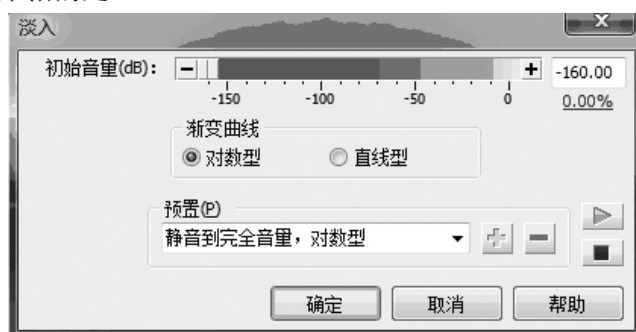 淡入
初始音量(dB): -160.00
-150 -100 -50 0 0.00%
渐变曲线
对数型 直线型
预置(P)
静音到完全音量，对数型
确定 取消 帮助